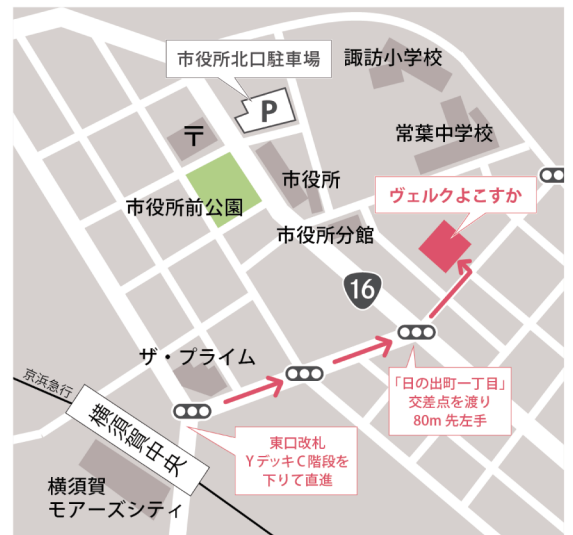 市役所北口駐車場
諏訪小学校
P
〒
常葉中学校
市役所
ヴェルクよこすか
市役所前公園
市役所分館
16
ザ・プライム
京浜急行
「日の出町一丁目」
交差点を渡り
80m 先左手
横須賀中央
東口改札
YデッキC階段を
下りて直進
横須賀
モアーズシティ